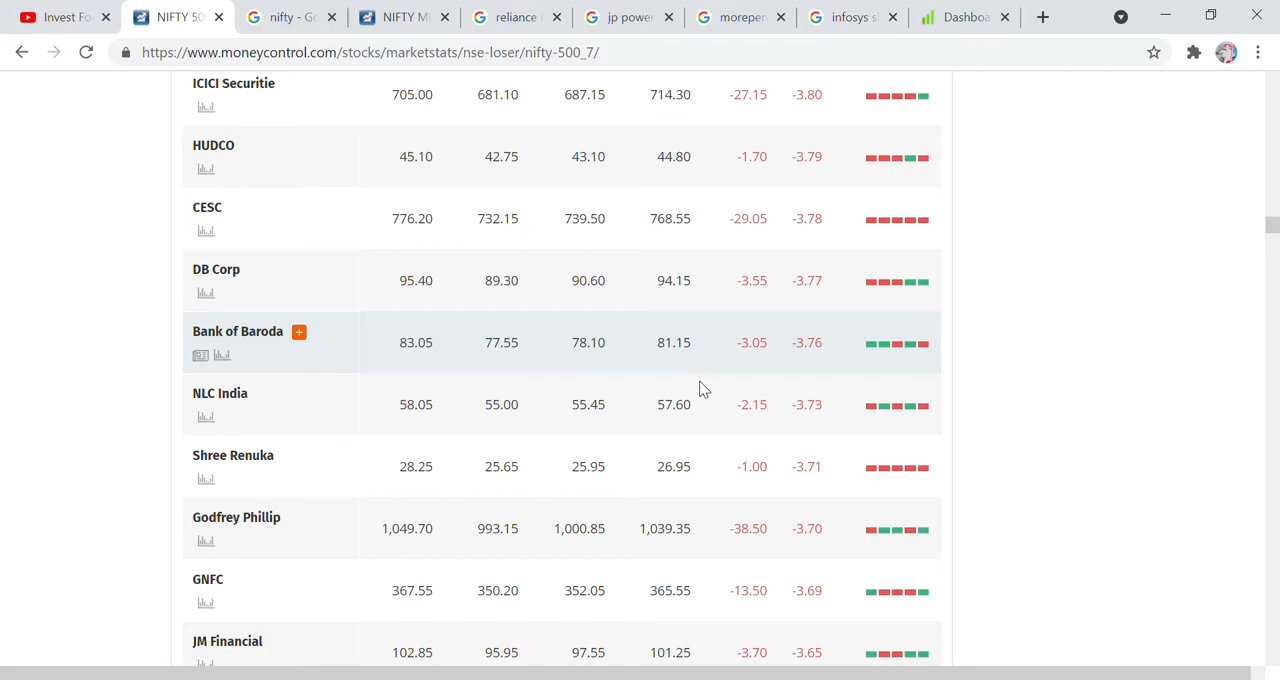 Invest Fo
NIFTY 50
nifty - Go
NIFTY MI
reliance
jp power
morepen
infosys s
Dashboa
https://www.moneycontrol.com/stocks/marketstats/nse-loser/nifty-500_7/
ICICI Securitie 705.00 681.10 687.15 714.30 -27.15 -3.80
HUDCO 45.10 42.75 43.10 44.80 -1.70 -3.79
CESC 776.20 732.15 739.50 768.55 -29.05 -3.78
DB Corp 95.40 89.30 90.60 94.15 -3.55 -3.77
Bank of Baroda + 83.05 77.55 78.10 81.15 -3.05 -3.76
NLC India 58.05 55.00 55.45 57.60 -2.15 -3.73
Shree Renuka 28.25 25.65 25.95 26.95 -1.00 -3.71
Godfrey Phillip 1,049.70 993.15 1,000.85 1,039.35 -38.50 -3.70
GNFC 367.55 350.20 352.05 365.55 -13.50 -3.69
JM Financial 102.85 95.95 97.55 101.25 -3.70 -3.65